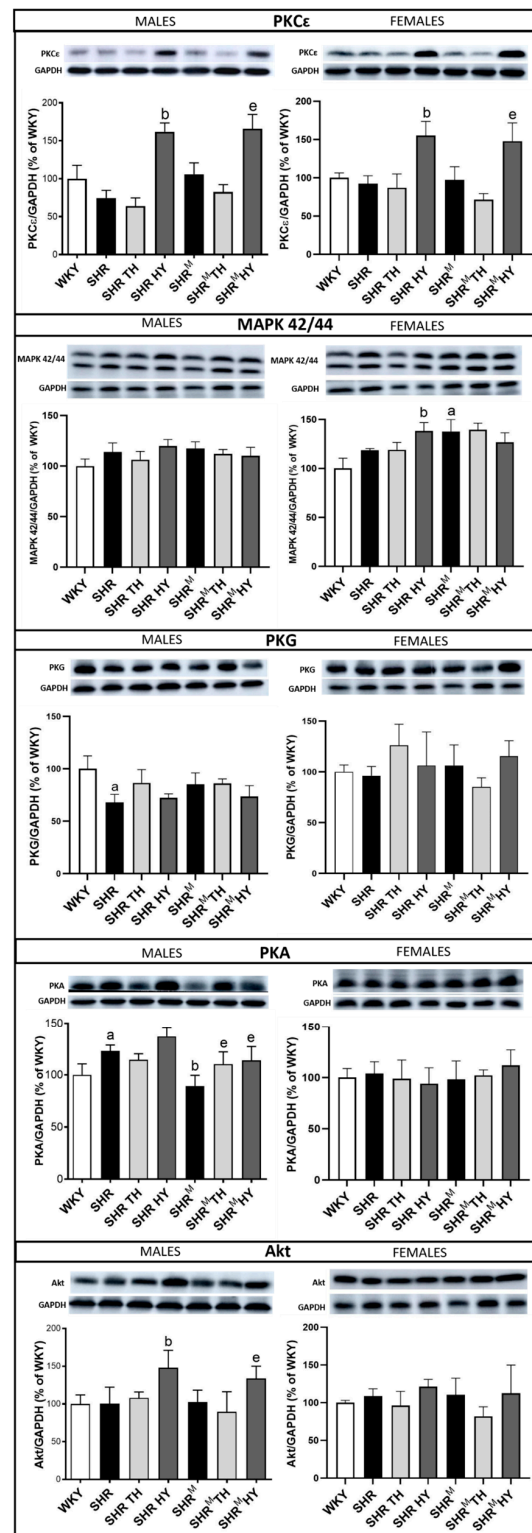 MALES PKCε FEMALES
PKCε PKCε
GAPDH GAPDH
b e
b e
PKCε/GAPDH (% of WKY)
200
150
100
50
0
WKY SHR SHR TH SHR HY SHRᴹ SHRᴹTH SHRᴹHY
PKCε/GAPDH (% of WKY)
200
150
100
50
0
WKY SHR SHR TH SHR HY SHRᴹ SHRᴹTH SHRᴹHY
MALES MAPK 42/44 FEMALES
MAPK 42/44 MAPK 42/44
GAPDH GAPDH
b a
MAPK 42/44/GAPDH (% of WKY)
150
100
50
0
WKY SHR SHR TH SHR HY SHRᴹ SHRᴹTH SHRᴹHY
MAPK 42/44/GAPDH (% of WKY)
150
100
50
0
WKY SHR SHR TH SHR HY SHRᴹ SHRᴹTH SHRᴹHY
PKG
MALES FEMALES
PKG PKG
GAPDH GAPDH
a
PKG/GAPDH (% of WKY)
150
100
50
0
WKY SHR SHR TH SHR HY SHRᴹ SHRᴹTH SHRᴹHY
PKG/GAPDH (% of WKY)
150
100
50
0
WKY SHR SHR TH SHR HY SHRᴹ SHRᴹTH SHRᴹHY
PKA
MALES FEMALES
PKA PKA
GAPDH GAPDH
a b e e
PKA/GAPDH (% of WKY)
150
100
50
0
WKY SHR SHR TH SHR HY SHRᴹ SHRᴹTH SHRᴹHY
PKA/GAPDH (% of WKY)
150
100
50
0
WKY SHR SHR TH SHR HY SHRᴹ SHRᴹTH SHRᴹHY
MALES Akt FEMALES
Akt Akt
GAPDH GAPDH
b e
Akt/GAPDH (% of WKY)
200
150
100
50
0
WKY SHR SHR TH SHR HY SHRᴹ SHRᴹTH SHRᴹHY
Akt/GAPDH (% of WKY)
200
150
100
50
0
WKY SHR SHR TH SHR HY SHRᴹ SHRᴹTH SHRᴹHY